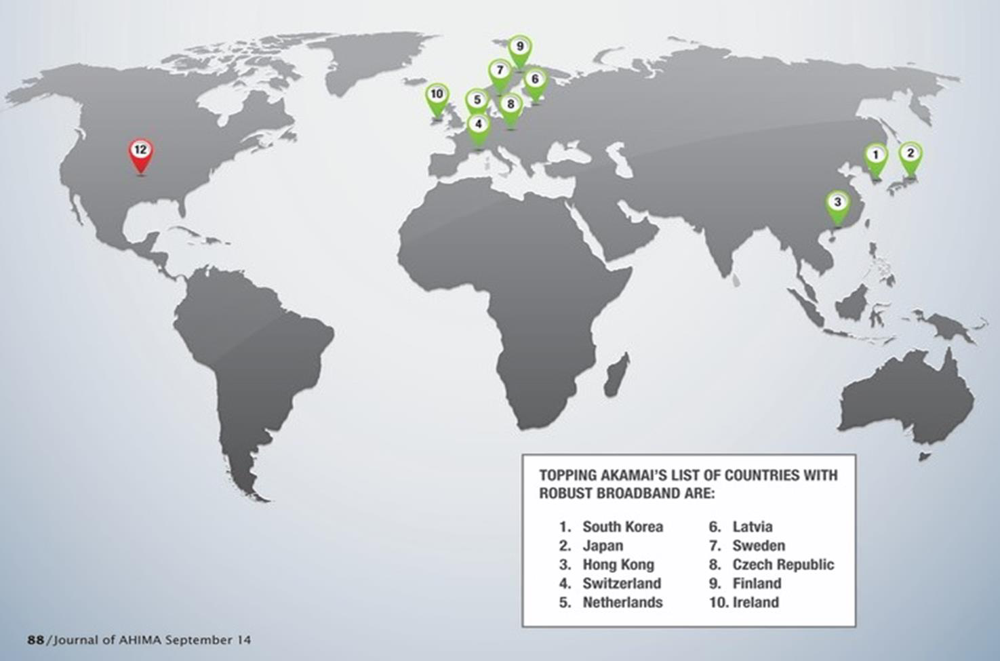 9
7
6
10
5
8
4
12
1
2
3
TOPPING AKAMAI'S LIST OF COUNTRIES WITH
ROBUST BROADBAND ARE:
1. South Korea
2. Japan
3. Hong Kong
4. Switzerland
5. Netherlands
6. Latvia
7. Sweden
8. Czech Republic
9. Finland
10. Ireland
88/Journal of AHIMA September 14